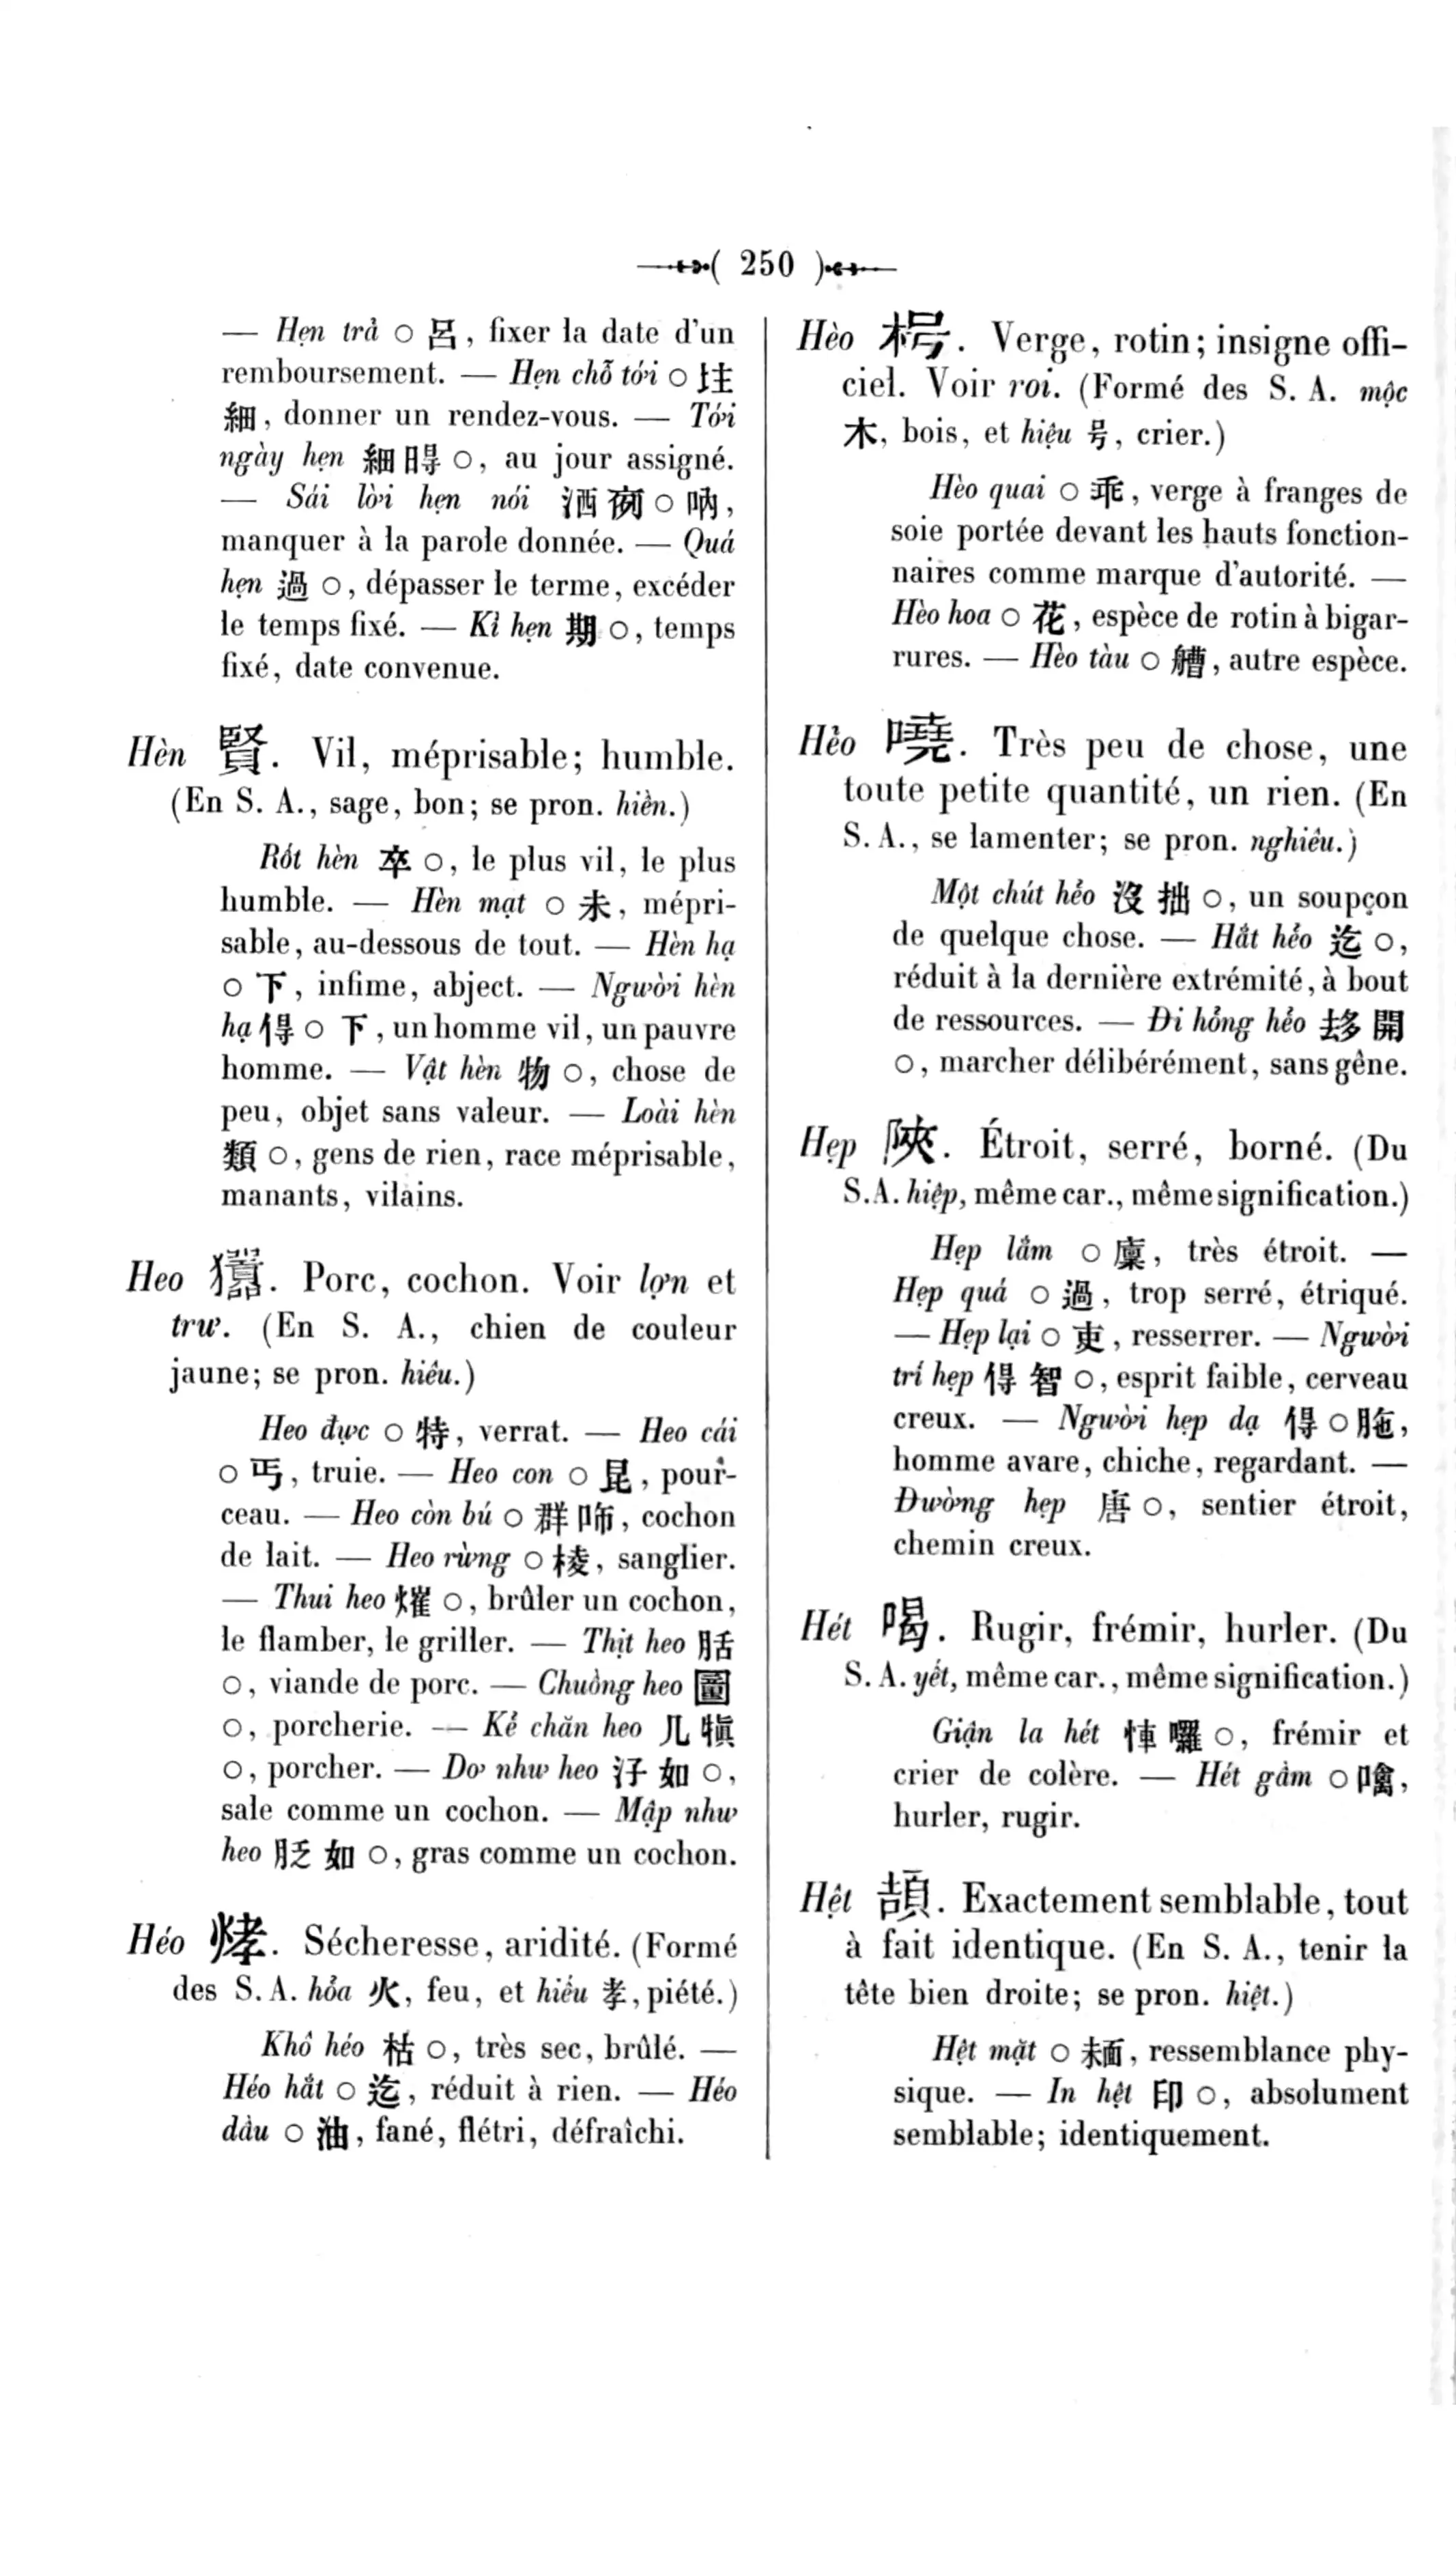 ( 250 )
— Hẹn trả ○ 呂, fixer la date d'un
remboursement. — Hẹn chỗ tới ○ 拄
細, donner un rendez-vous. — Tới
ngày hẹn 細 ○, au jour assigné.
— Sái lời hẹn nói 洒 ○ 吶,
manquer à la parole donnée. — Quá
hẹn 過 ○, dépasser le terme, excéder
le temps fixé. — Kì hẹn 期 ○, temps
fixé, date convenue.
Hèn 賢. Vil, méprisable; humble.
(En S. A., sage, bon; se pron. hiền.)
Rốt hèn 卒 ○, le plus vil, le plus
humble. — Hèn mạt ○ 未, mépri-
sable, au-dessous de tout. — Hèn hạ
○ 下, infime, abject. — Người hèn
hạ 得 ○ 下, un homme vil, un pauvre
homme. — Vật hèn 物 ○, chose de
peu, objet sans valeur. — Loài hèn
類 ○, gens de rien, race méprisable,
manants, vilains.
Heo 獢. Porc, cochon. Voir lợn et
trư. (En S. A., chien de couleur
jaune; se pron. hiêu.)
Heo đực ○ 特, verrat. — Heo cái
○ 丐, truie. — Heo con ○ 昆, pour-
ceau. — Heo còn bú ○ 群 咘, cochon
de lait. — Heo rừng ○ 棱, sanglier.
— Thui heo 熣 ○, brûler un cochon,
le flamber, le griller. — Thịt heo 䏦
○, viande de porc. — Chuồng heo 圖
○, porcherie. — Kẻ chăn heo 几 犋
○, porcher. — Dơ như heo 汿 如 ○,
sale comme un cochon. — Mập như
heo 䏞 如 ○, gras comme un cochon.
Héo 烤. Sécheresse, aridité. (Formé
des S. A. hỏa 火, feu, et hiếu 孝, piété.)
Khô héo 枯 ○, très sec, brûlé. —
Héo hắt ○ 迄, réduit à rien. — Héo
dàu ○ 油, fané, flétri, défraîchi.
Hèo 枵. Verge, rotin; insigne offi-
ciel. Voir roi. (Formé des S. A. mộc
木, bois, et hiệu 号, crier.)
Hèo quai ○ 乖, verge à franges de
soie portée devant les hauts fonction-
naires comme marque d'autorité. —
Hèo hoa ○ 花, espèce de rotin à bigar-
rures. — Hèo tàu ○ 艚, autre espèce.
Hẻo 嘵. Très peu de chose, une
toute petite quantité, un rien. (En
S. A., se lamenter; se pron. nghiêu.)
Một chút hẻo 沒 拙 ○, un soupçon
de quelque chose. — Hắt hẻo 迄 ○,
réduit à la dernière extrémité, à bout
de ressources. — Đi hỏng hẻo 𠫾 開
○, marcher délibérément, sans gêne.
Hẹp 陜. Étroit, serré, borné. (Du
S. A. hiệp, même car., même signification.)
Hẹp lắm ○ 廩, très étroit. —
Hẹp quá ○ 過, trop serré, étriqué.
— Hẹp lại ○ 吏, resserrer. — Người
trí hẹp 得 智 ○, esprit faible, cerveau
creux. — Người hẹp dạ 得 ○ 䏧,
homme avare, chiche, regardant. —
Đường hẹp 唐 ○, sentier étroit,
chemin creux.
Hét 喝. Rugir, frémir, hurler. (Du
S. A. yết, même car., même signification.)
Giận la hét 㤓 囉 ○, frémir et
crier de colère. — Hét gầm ○ 噙,
hurler, rugir.
Hệt 頡. Exactement semblable, tout
à fait identique. (En S. A., tenir la
tête bien droite; se pron. hiệt.)
Hệt mặt ○ 𩈘, ressemblance phy-
sique. — In hệt 印 ○, absolument
semblable; identiquement.